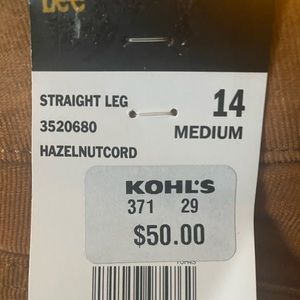 Lee
STRAIGHT LEG
14
3520680
MEDIUM
HAZELNUTCORD
KOHL'S
371 29
$50.00